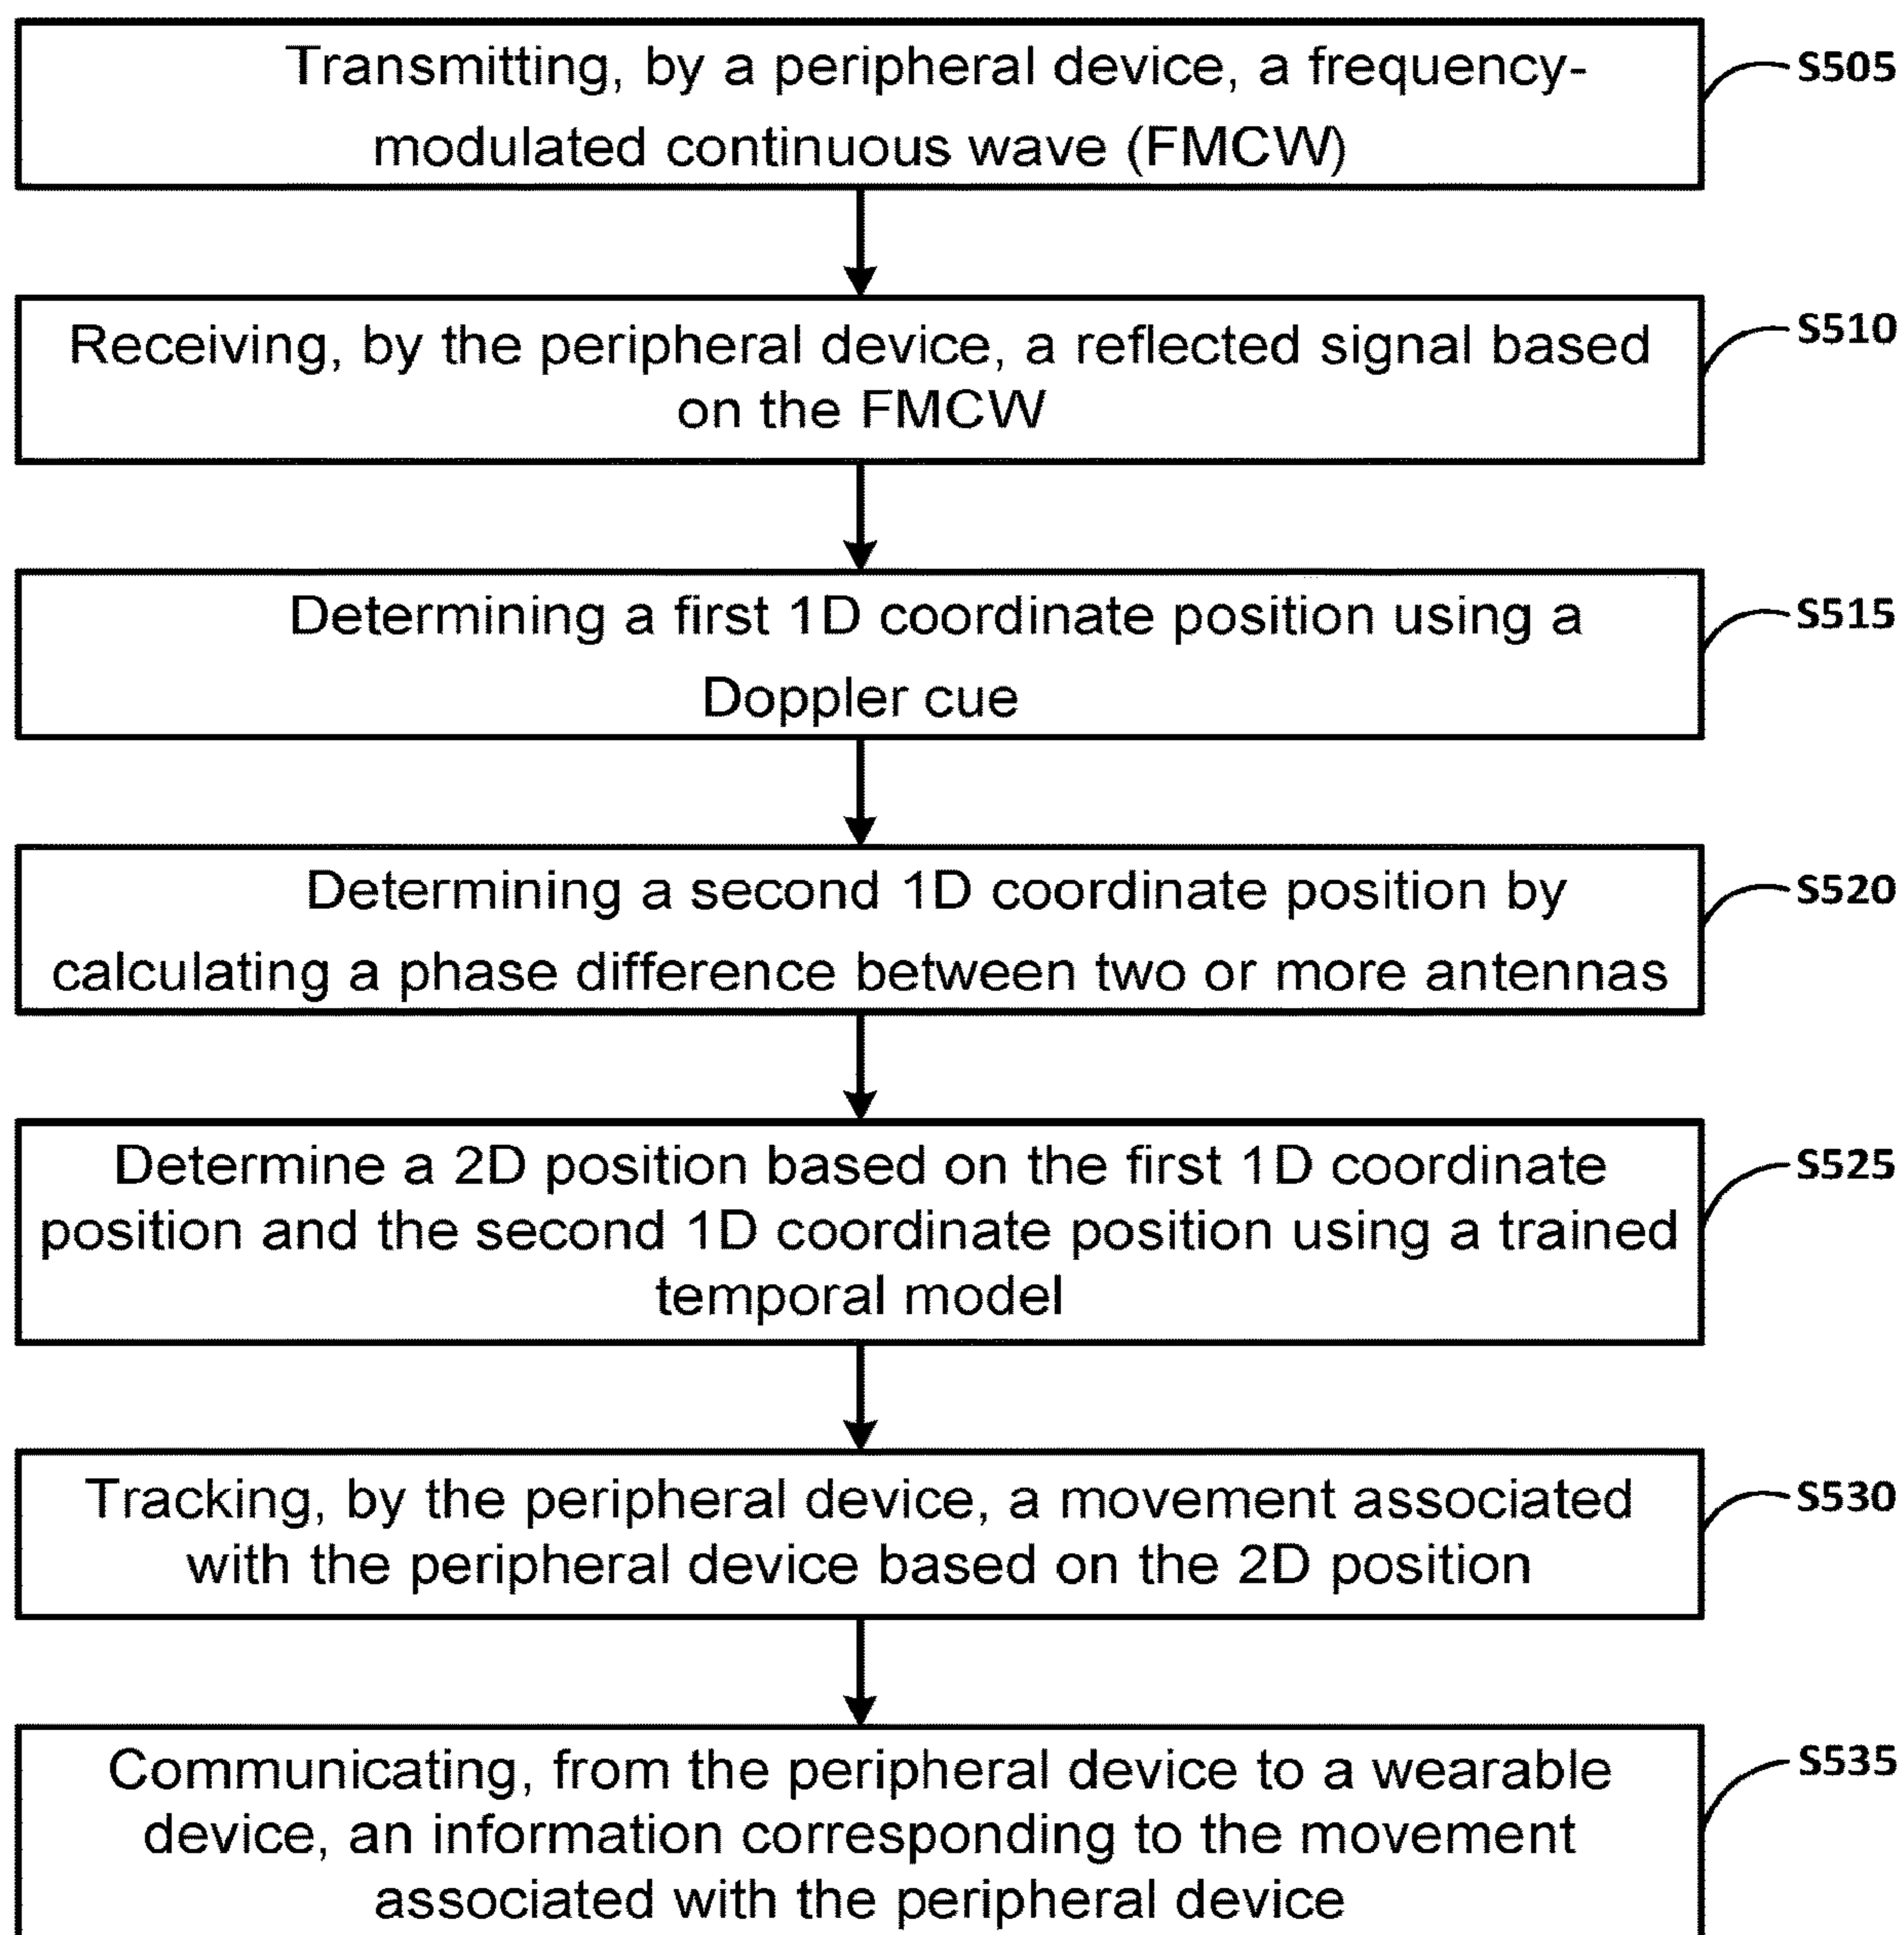 Transmitting, by a peripheral device, a frequency-
modulated continuous wave (FMCW)
S505
Receiving, by the peripheral device, a reflected signal based
on the FMCW
S510
Determining a first 1D coordinate position using a
Doppler cue
S515
Determining a second 1D coordinate position by
calculating a phase difference between two or more antennas
S520
Determine a 2D position based on the first 1D coordinate
position and the second 1D coordinate position using a trained
temporal model
S525
Tracking, by the peripheral device, a movement associated
with the peripheral device based on the 2D position
S530
Communicating, from the peripheral device to a wearable
device, an information corresponding to the movement
associated with the peripheral device
S535